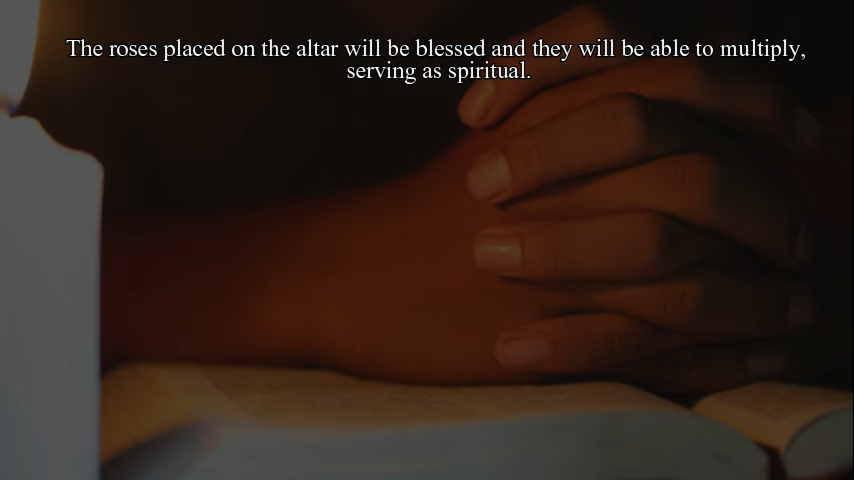 The roses placed on the altar will be blessed and they will be able to multiply,
serving as spiritual.